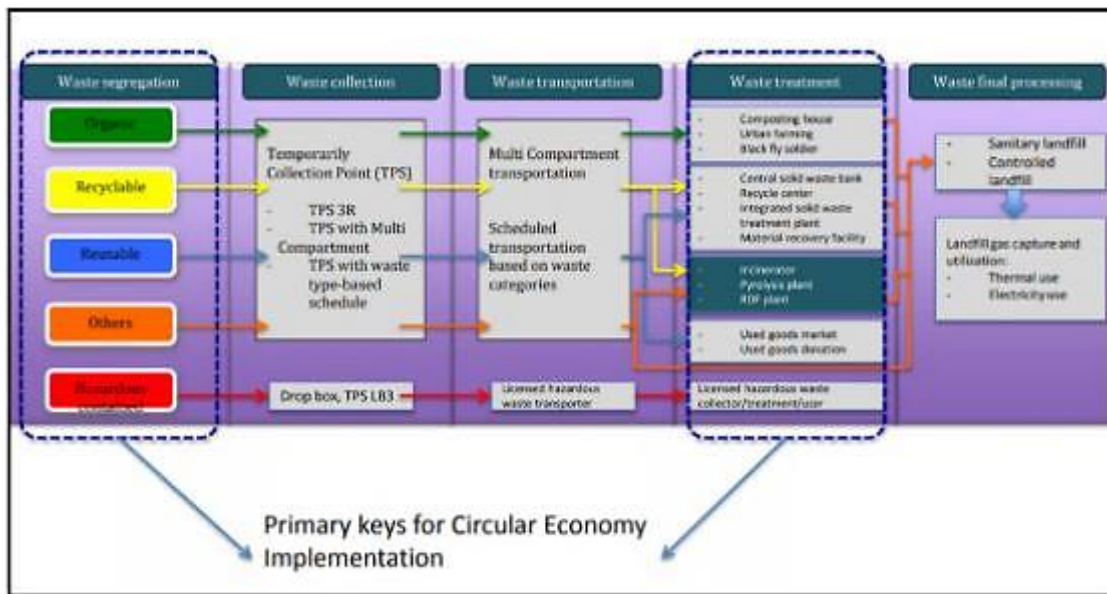 Waste segregation
Waste collection
Waste transportation
Waste treatment
Waste final processing
Organic
Recyclable
Reusable
Others
Hazardous
Temporarily
Collection Point (TPS)
- TPS 3R
- TPS with Multi
Compartment
- TPS with waste
type-based
schedule
Drop box, TPS LB3
Multi Compartment
transportation
Scheduled
transportation
based on waste
categories
Licensed hazardous
waste transporter
- Composting house
- Urban farming
- Black fly soldier
- Central solid waste bank
- Recycle center
- Integrated solid waste
treatment plant
- Material recovery facility
- Incinerator
- Pyrolysis plant
- RDF plant
- Used goods market
- Used goods donation
Licensed hazardous waste
collector/treatment/user
- Sanitary landfill
- Controlled
landfill
Landfill gas capture and
utilisation:
- Thermal use
- Electricity use
Primary keys for Circular Economy
Implementation